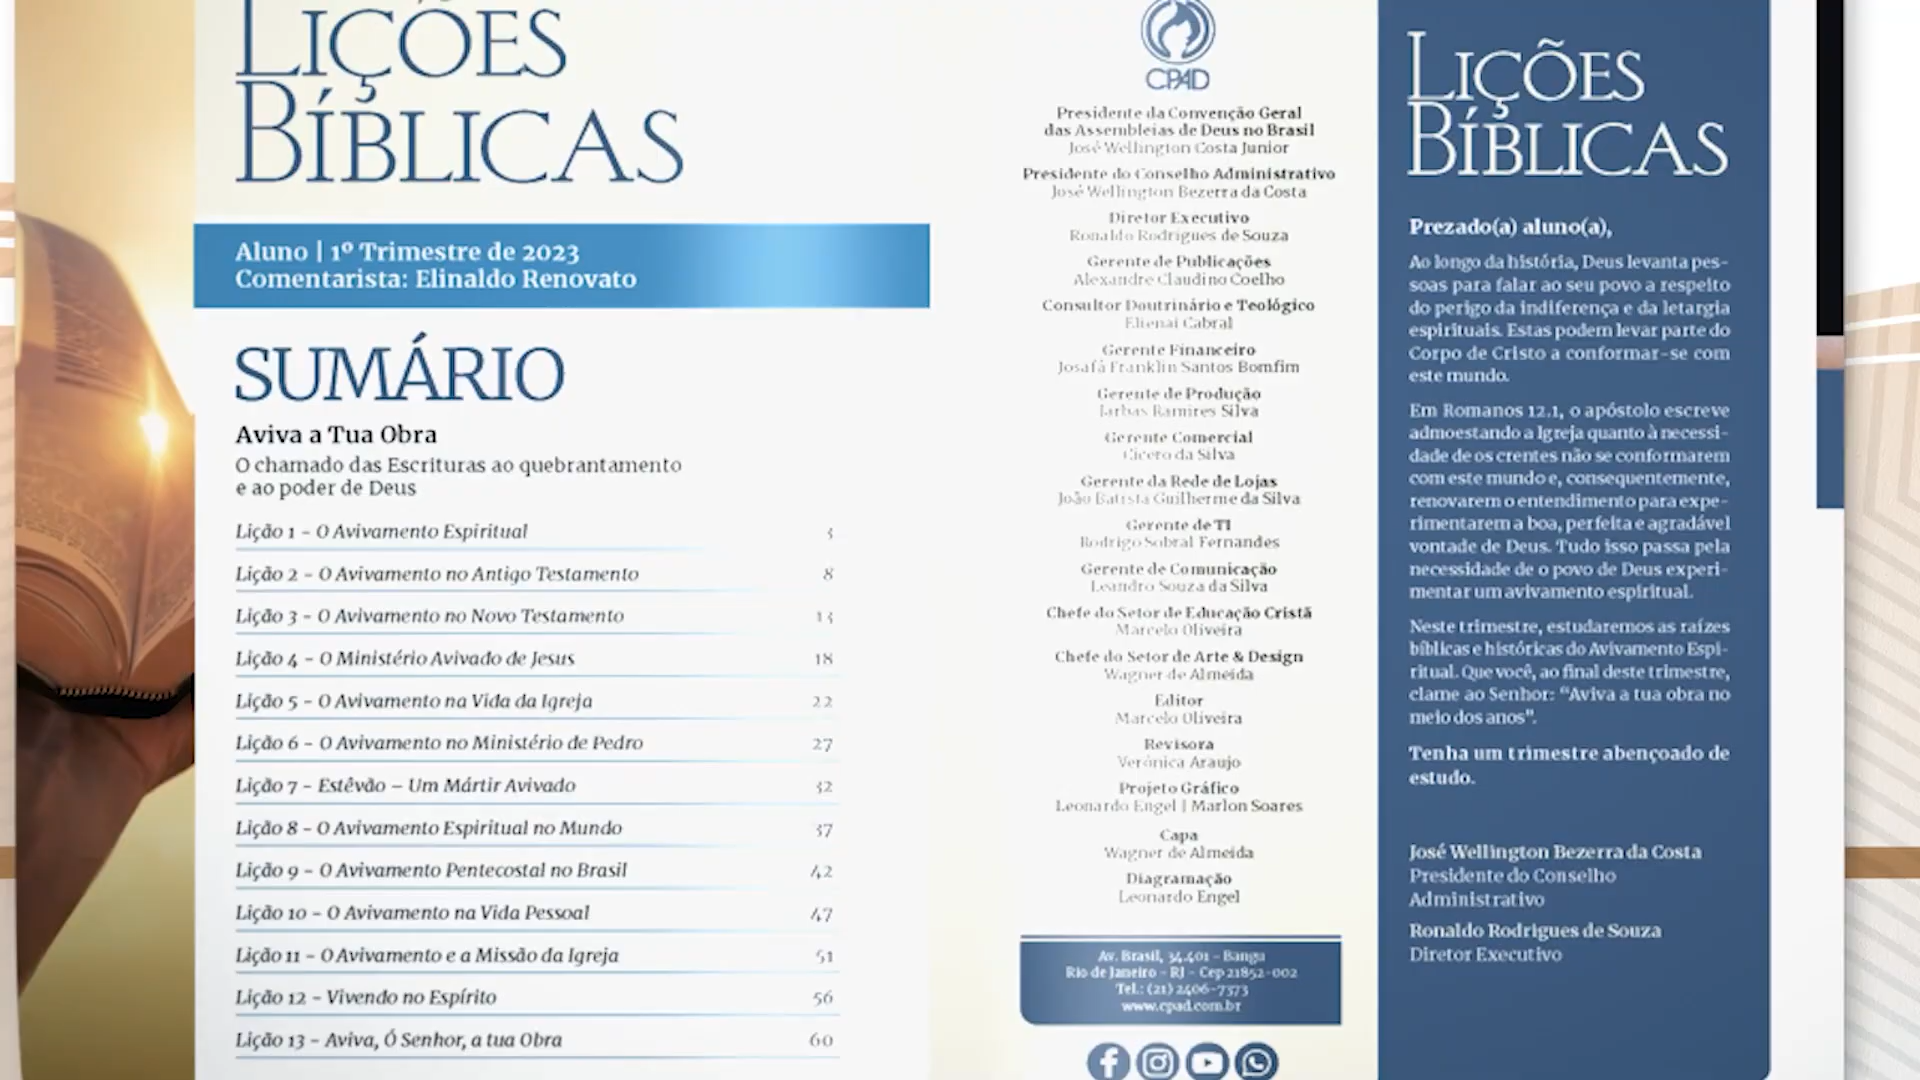 LIÇÕES
BÍBLICAS
Aluno | 1º Trimestre de 2023
Comentarista: Elinaldo Renovato
SUMÁRIO
Aviva a Tua Obra
O chamado das Escrituras ao quebrantamento
e ao poder de Deus
Lição 1 - O Avivamento Espiritual 3
Lição 2 - O Avivamento no Antigo Testamento 8
Lição 3 - O Avivamento no Novo Testamento 13
Lição 4 - O Ministério Avivado de Jesus 18
Lição 5 - O Avivamento na Vida da Igreja 22
Lição 6 - O Avivamento no Ministério de Pedro 27
Lição 7 - Estêvão – Um Mártir Avivado 32
Lição 8 - O Avivamento Espiritual no Mundo 37
Lição 9 - O Avivamento Pentecostal no Brasil 42
Lição 10 - O Avivamento na Vida Pessoal 47
Lição 11 - O Avivamento e a Missão da Igreja 51
Lição 12 - Vivendo no Espírito 56
Lição 13 - Aviva, Ó Senhor, a tua Obra 60
CPAD
Presidente da Convenção Geral
das Assembleias de Deus no Brasil
José Wellington Costa Junior
Presidente do Conselho Administrativo
José Wellington Bezerra da Costa
Diretor Executivo
Ronaldo Rodrigues de Souza
Gerente de Publicações
Alexandre Claudino Coelho
Consultor Doutrinário e Teológico
Elienai Cabral
Gerente Financeiro
Josafá Franklin Santos Bomfim
Gerente de Produção
Jarbas Ramires Silva
Gerente Comercial
Cícero da Silva
Gerente da Rede de Lojas
João Batista Guilherme da Silva
Gerente de TI
Rodrigo Sobral Fernandes
Gerente de Comunicação
Leandro Souza da Silva
Chefe do Setor de Educação Cristã
Marcelo Oliveira
Chefe do Setor de Arte & Design
Wagner de Almeida
Editor
Marcelo Oliveira
Revisora
Verônica Araujo
Projeto Gráfico
Leonardo Engel | Marlon Soares
Capa
Wagner de Almeida
Diagramação
Leonardo Engel
Av. Brasil, 34.401 - Bangu
Rio de Janeiro - RJ - Cep 21852-002
Tel.: (21) 2406-7373
www.cpad.com.br
LIÇÕES
BÍBLICAS
Prezado(a) aluno(a),
Ao longo da história, Deus levanta pes-
soas para falar ao seu povo a respeito
do perigo da indiferença e da letargia
espirituais. Estas podem levar parte do
Corpo de Cristo a conformar-se com
este mundo.
Em Romanos 12.1, o apóstolo escreve
admoestando a Igreja quanto à necessi-
dade de os crentes não se conformarem
com este mundo e, consequentemente,
renovarem o entendimento para expe-
rimentarem a boa, perfeita e agradável
vontade de Deus. Tudo isso passa pela
necessidade de o povo de Deus experi-
mentar um avivamento espiritual.
Neste trimestre, estudaremos as raízes
bíblicas e históricas do Avivamento Espi-
ritual. Que você, ao final deste trimestre,
clame ao Senhor: “Aviva a tua obra no
meio dos anos”.
Tenha um trimestre abençoado de
estudo.
José Wellington Bezerra da Costa
Presidente do Conselho
Administrativo
Ronaldo Rodrigues de Souza
Diretor Executivo